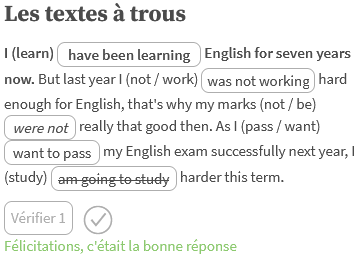 Les textes à trous
I (learn) have been learning English for seven years
now. But last year I (not / work) was not working hard
enough for English, that's why my marks (not / be)
were not really that good then. As I (pass / want)
want to pass my English exam successfully next year, I
(study) am going to study harder this term.
Vérifier 1
Félicitations, c'était la bonne réponse